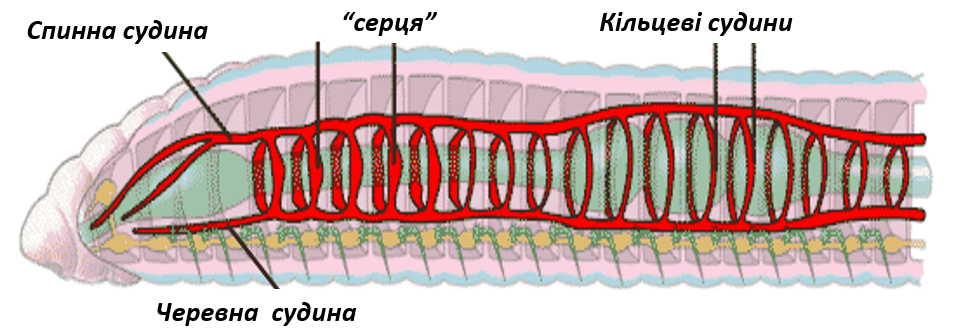 Спинна судина
“серця”
Кільцеві судини
Черевна судина